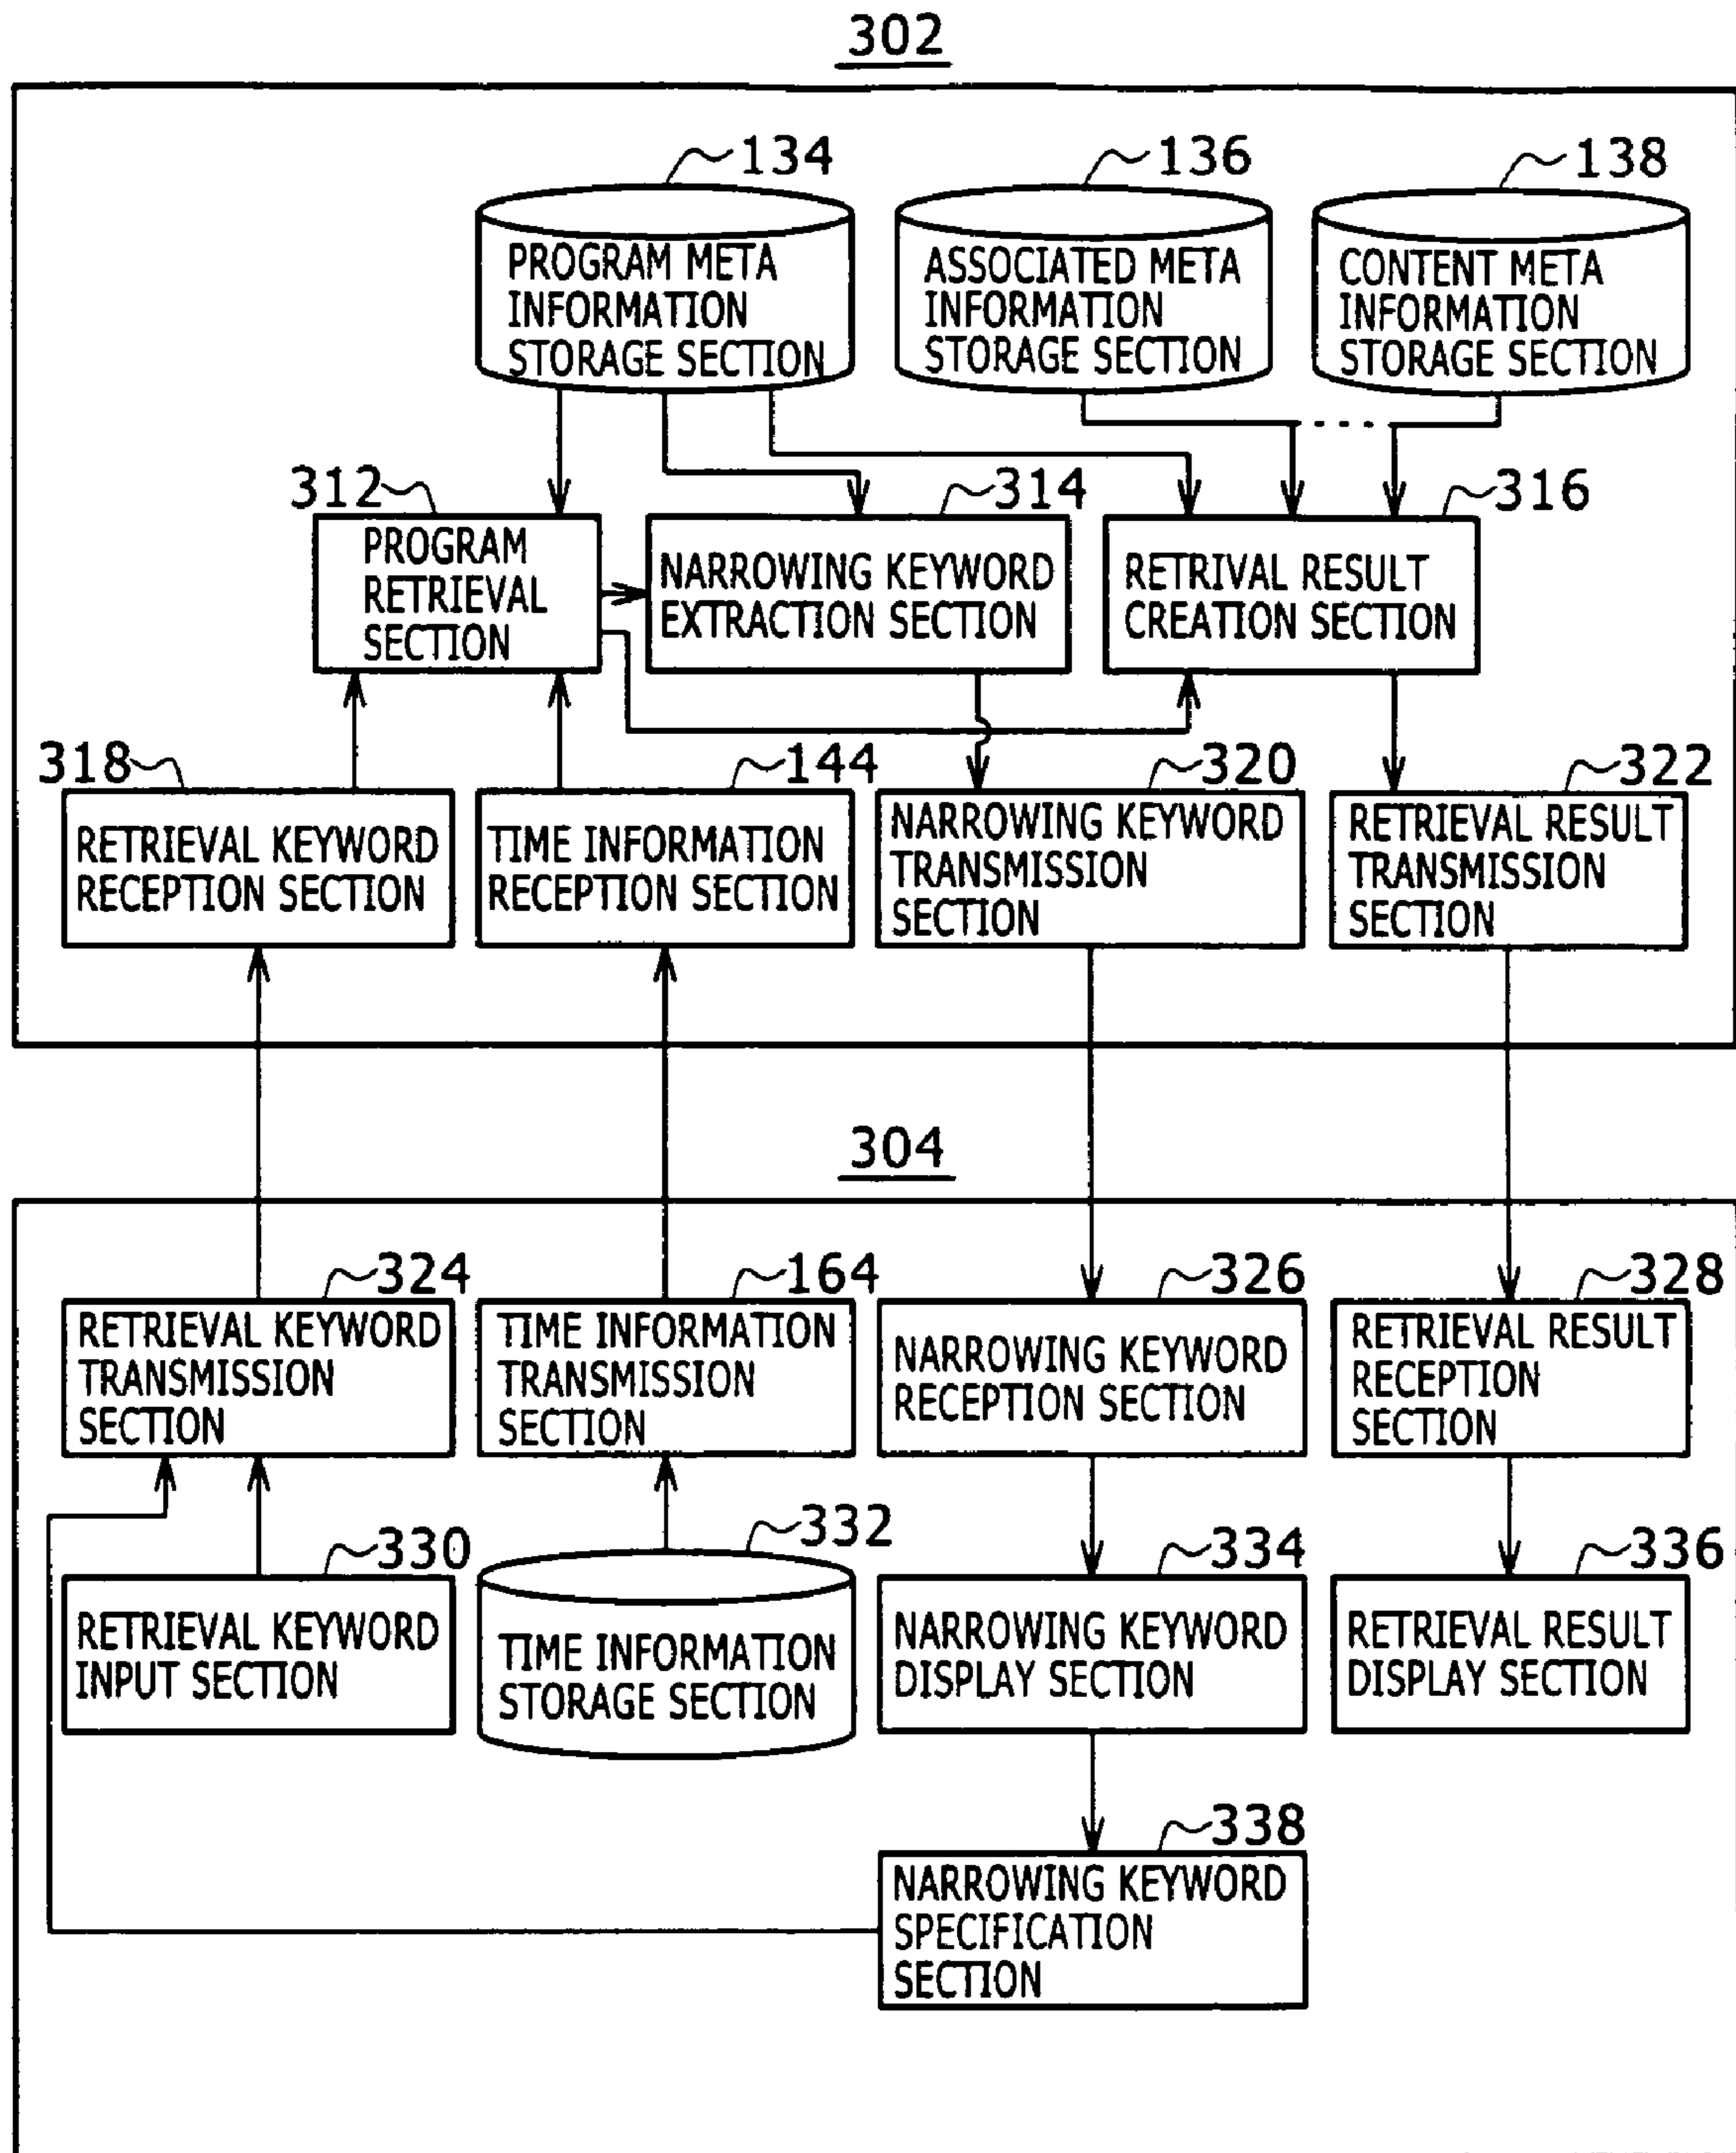 302
134
136
138
PROGRAM META
INFORMATION
STORAGE SECTION
ASSOCIATED META
INFORMATION
STORAGE SECTION
CONTENT META
INFORMATION
STORAGE SECTION
312
314
316
PROGRAM
RETRIEVAL
SECTION
NARROWING KEYWORD
EXTRACTION SECTION
RETRIVAL RESULT
CREATION SECTION
318
144
320
322
RETRIEVAL KEYWORD
RECEPTION SECTION
TIME INFORMATION
RECEPTION SECTION
NARROWING KEYWORD
TRANSMISSION
SECTION
RETRIEVAL RESULT
TRANSMISSION
SECTION
304
324
164
326
328
RETRIEVAL KEYWORD
TRANSMISSION
SECTION
TIME INFORMATION
TRANSMISSION
SECTION
NARROWING KEYWORD
RECEPTION SECTION
RETRIEVAL RESULT
RECEPTION
SECTION
330
332
334
336
RETRIEVAL KEYWORD
INPUT SECTION
TIME INFORMATION
STORAGE SECTION
NARROWING KEYWORD
DISPLAY SECTION
RETRIEVAL RESULT
DISPLAY SECTION
338
NARROWING KEYWORD
SPECIFICATION
SECTION